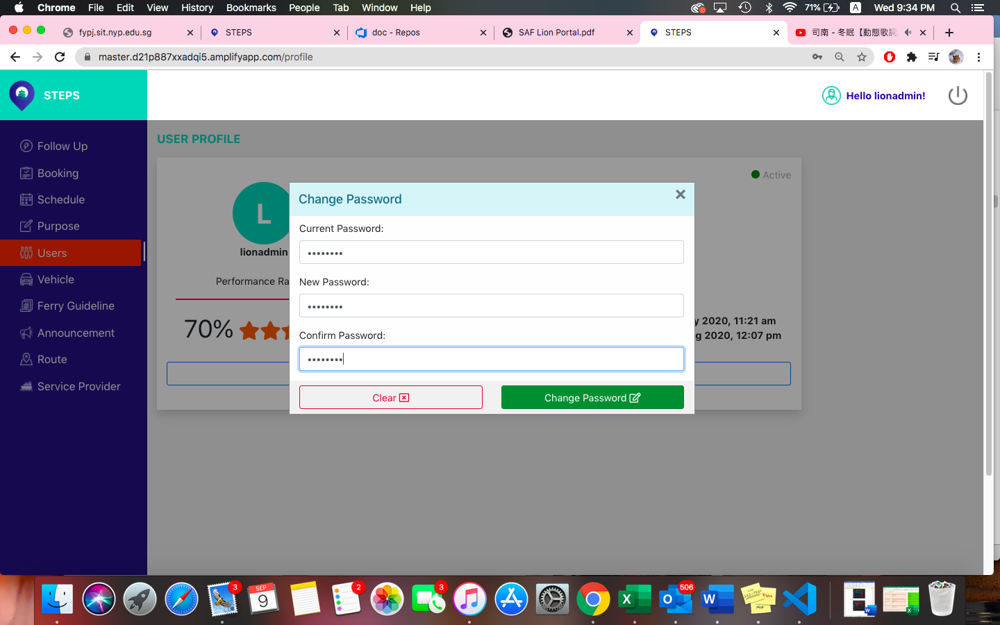 Chrome File Edit View History Bookmarks People Tab Window Help 71% A Wed 9:34 PM
fypj.sit.nyp.edu.sg STEPS doc - Repos SAF Lion Portal.pdf STEPS 司南 - 冬眠【動態歌詞
master.d21p887xxadqi5.amplifyapp.com/profile
STEPS
Hello lionadmin!
Follow Up
Booking
Schedule
Purpose
Users
Vehicle
Ferry Guideline
Announcement
Route
Service Provider
USER PROFILE
Active
L
lionadmin
Performance Ra
70%
y 2020, 11:21 am
g 2020, 12:07 pm
Change Password
Current Password:
••••••••
New Password:
••••••••
Confirm Password:
••••••••
Clear
Change Password
3
SEP
9
2
3
X
O
506
W